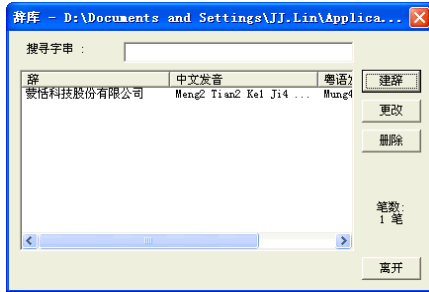 辞库 - D:\Documents and Settings\JJ.Lin\Applica...
搜寻字串 :
辞 中文发音 粤语发
蒙恬科技股份有限公司 Meng2 Tian2 Ke1 Ji4 ... Mung4
建辞
更改
删除
笔数:
1 笔
离开